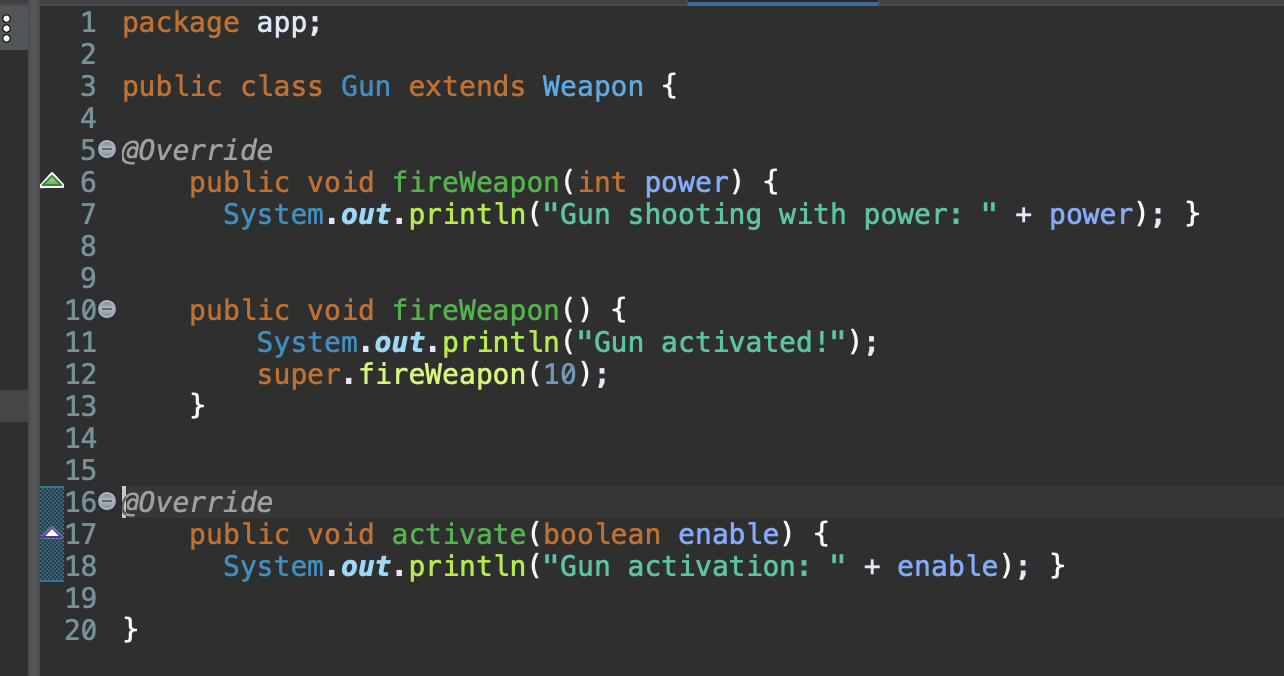 1 package app;
2
3 public class Gun extends Weapon {
4
5 @Override
6 public void fireWeapon(int power) {
7 System.out.println("Gun shooting with power: " + power); }
8
9
10 public void fireWeapon() {
11 System.out.println("Gun activated!");
12 super.fireWeapon(10);
13 }
14
15
16 @Override
17 public void activate(boolean enable) {
18 System.out.println("Gun activation: " + enable); }
19
20 }